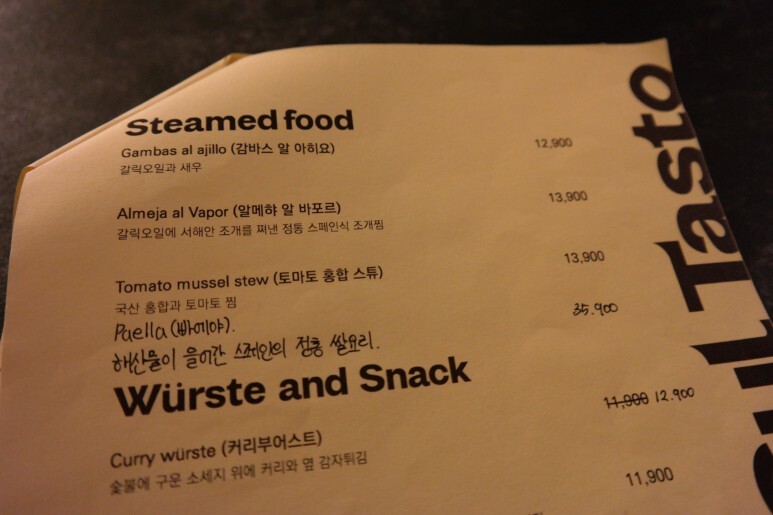 Steamed food
Gambas al ajillo (감바스 알 아히요) 12,900
갈릭오일과 새우
Almeja al Vapor (알메햐 알 바포르) 13,900
갈릭오일에 서해안 조개를 쪄낸 정통 스페인식 조개찜
Tomato mussel stew (토마토 홍합 스튜) 13,900
국산 홍합과 토마토 찜
Paella (빠에야). 35.900
해산물이 들어간 스페인의 정통 쌀요리.
Würste and Snack
Curry würste (커리부어스트) 11,900 12.900
숯불에 구운 소세지 위에 커리와 옆 감자튀김
11,900
Tasto